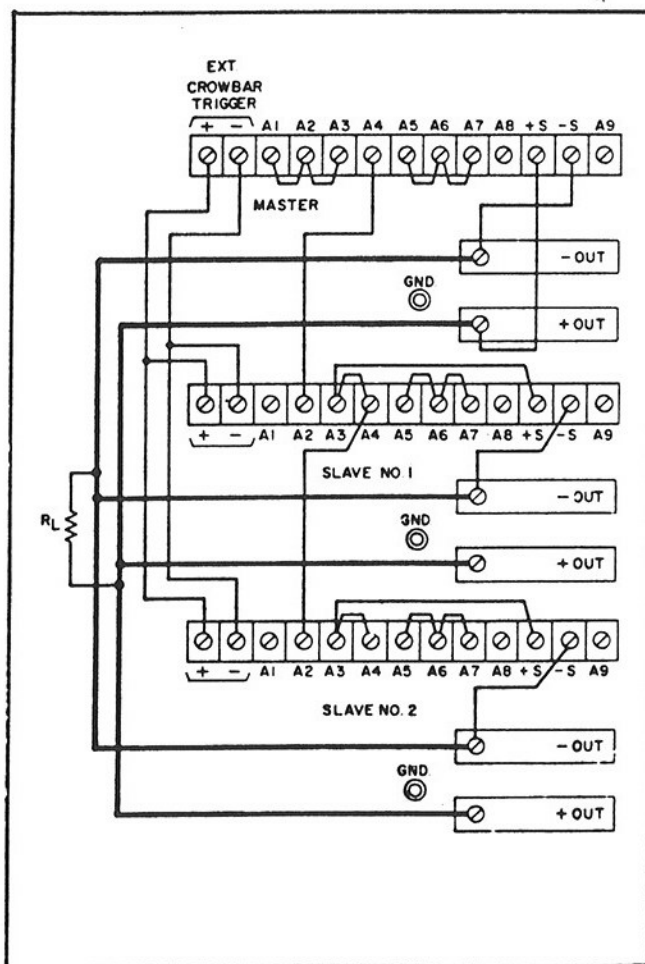 EXT
CROWBAR
TRIGGER
+ − A1 A2 A3 A4 A5 A6 A7 A8 +S −S A9
MASTER
− OUT
GND
+ OUT
+ − A1 A2 A3 A4 A5 A6 A7 A8 +S −S A9
SLAVE NO. 1
− OUT
RL
GND
+ OUT
+ − A1 A2 A3 A4 A5 A6 A7 A8 +S −S A9
SLAVE NO. 2
− OUT
GND
+ OUT